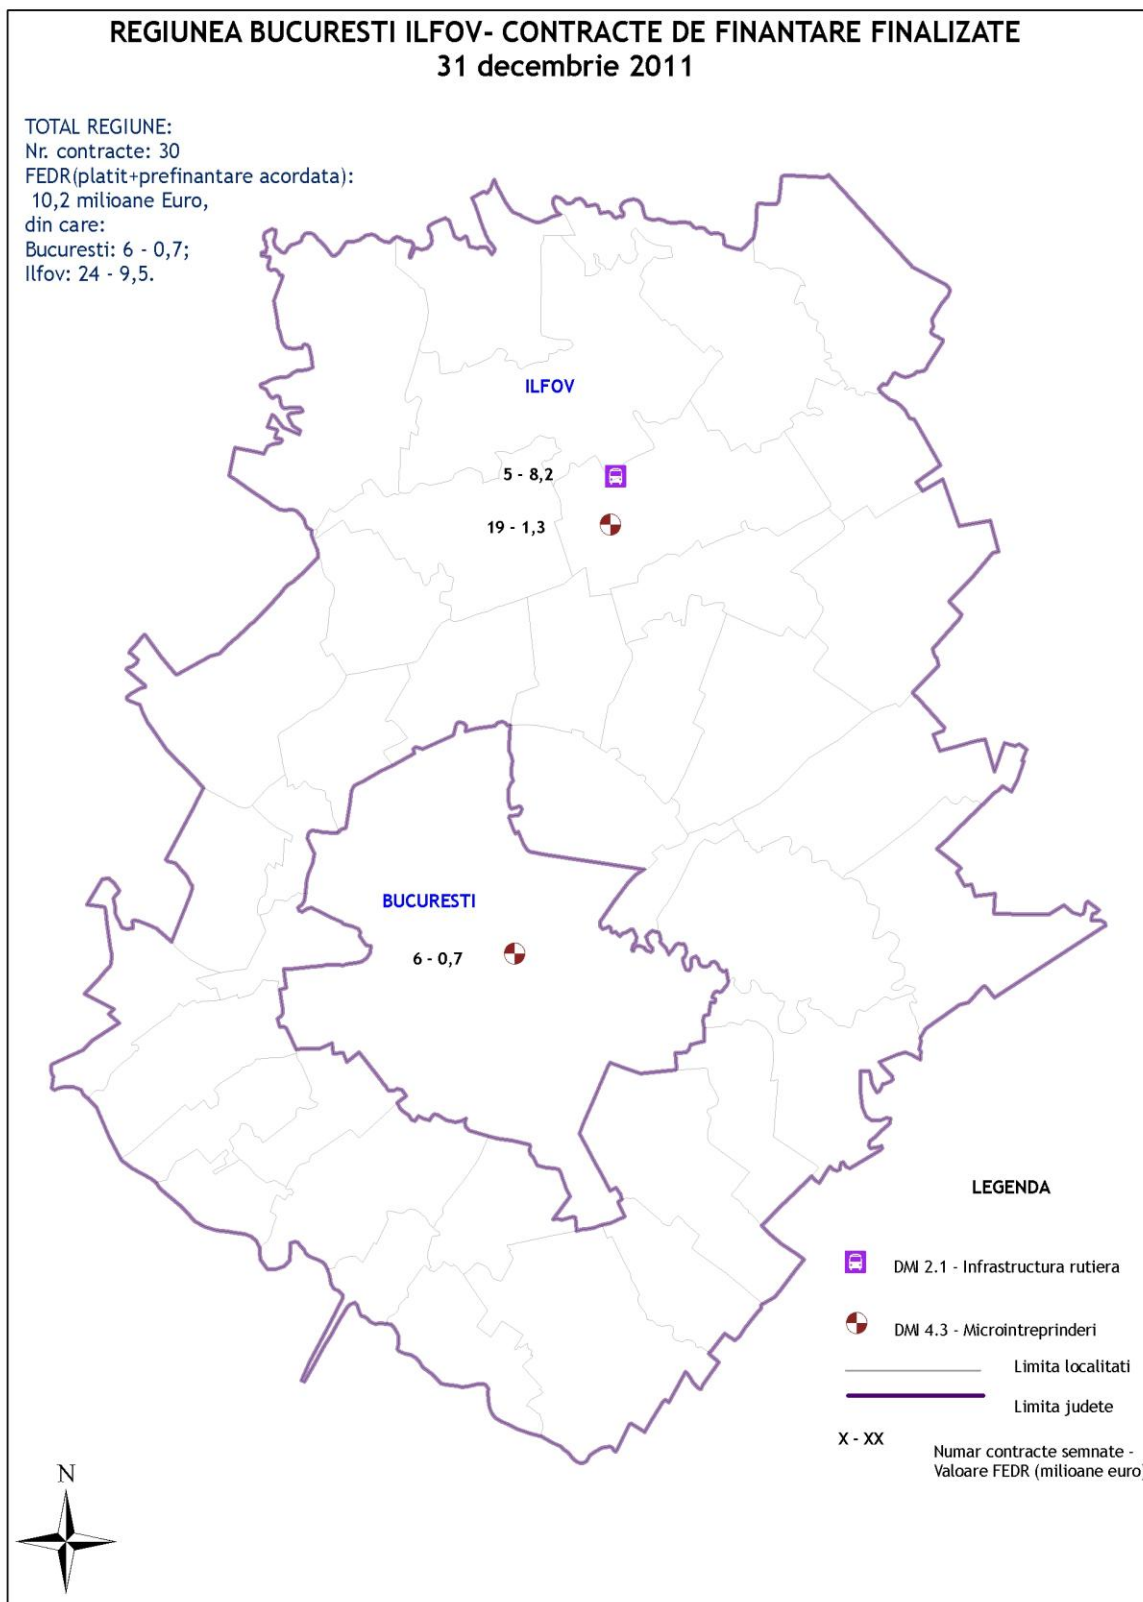 REGIUNEA BUCURESTI ILFOV- CONTRACTE DE FINANTARE FINALIZATE
31 decembrie 2011
TOTAL REGIUNE:
Nr. contracte: 30
FEDR(platit+prefinantare acordata):
10,2 milioane Euro,
din care:
Bucuresti: 6 - 0,7;
Ilfov: 24 - 9,5.
ILFOV
5 - 8,2
19 - 1,3
BUCURESTI
6 - 0,7
LEGENDA
DMI 2.1 - Infrastructura rutiera
DMI 4.3 - Microintreprinderi
Limita localitati
Limita judete
X - XX
Numar contracte semnate -
Valoare FEDR (milioane euro)
N